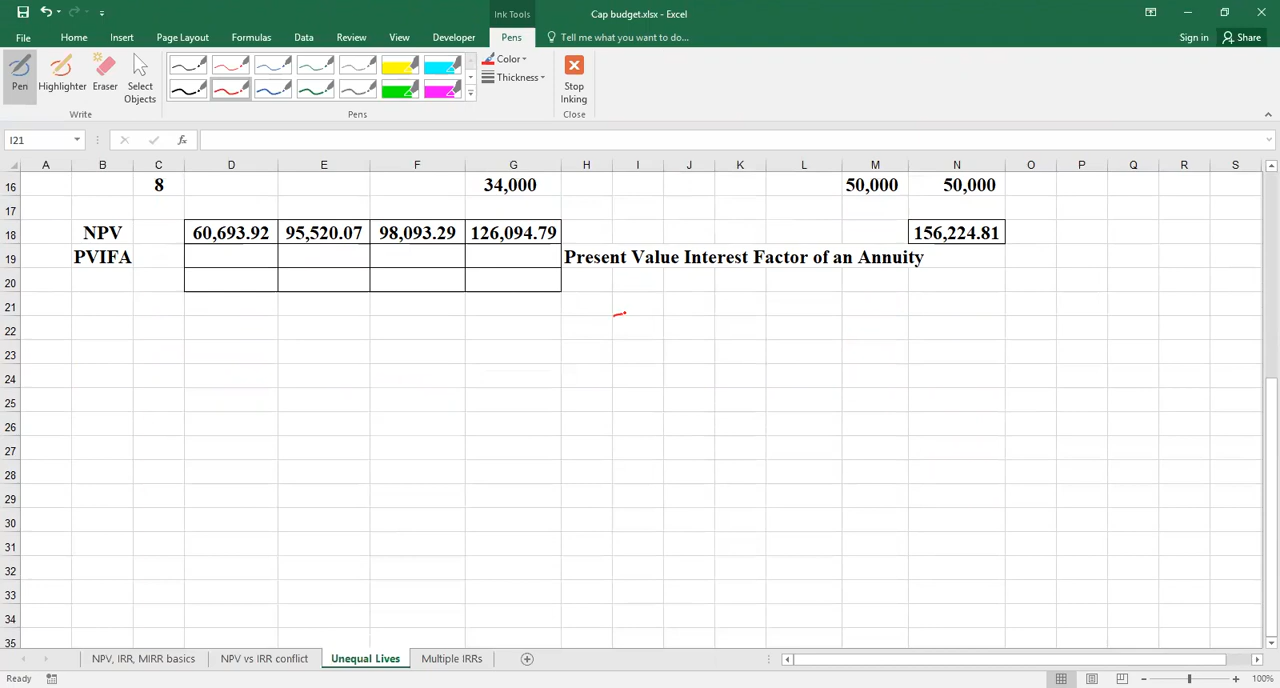 Ink Tools
Cap budget.xlsx - Excel
File Home Insert Page Layout Formulas Data Review View Developer Pens Tell me what you want to do... Sign in Share
Pen Highlighter Eraser Select Objects
Color
Thickness
Stop Inking
Write Pens Close
I21 fx
A B C D E F G H I J K L M N O P Q R S
16 8 34,000 50,000 50,000
17
18 NPV 60,693.92 95,520.07 98,093.29 126,094.79 156,224.81
19 PVIFA Present Value Interest Factor of an Annuity
20
21
22
23
24
25
26
27
28
29
30
31
32
33
34
35
NPV, IRR, MIRR basics NPV vs IRR conflict Unequal Lives Multiple IRRs
Ready 100%